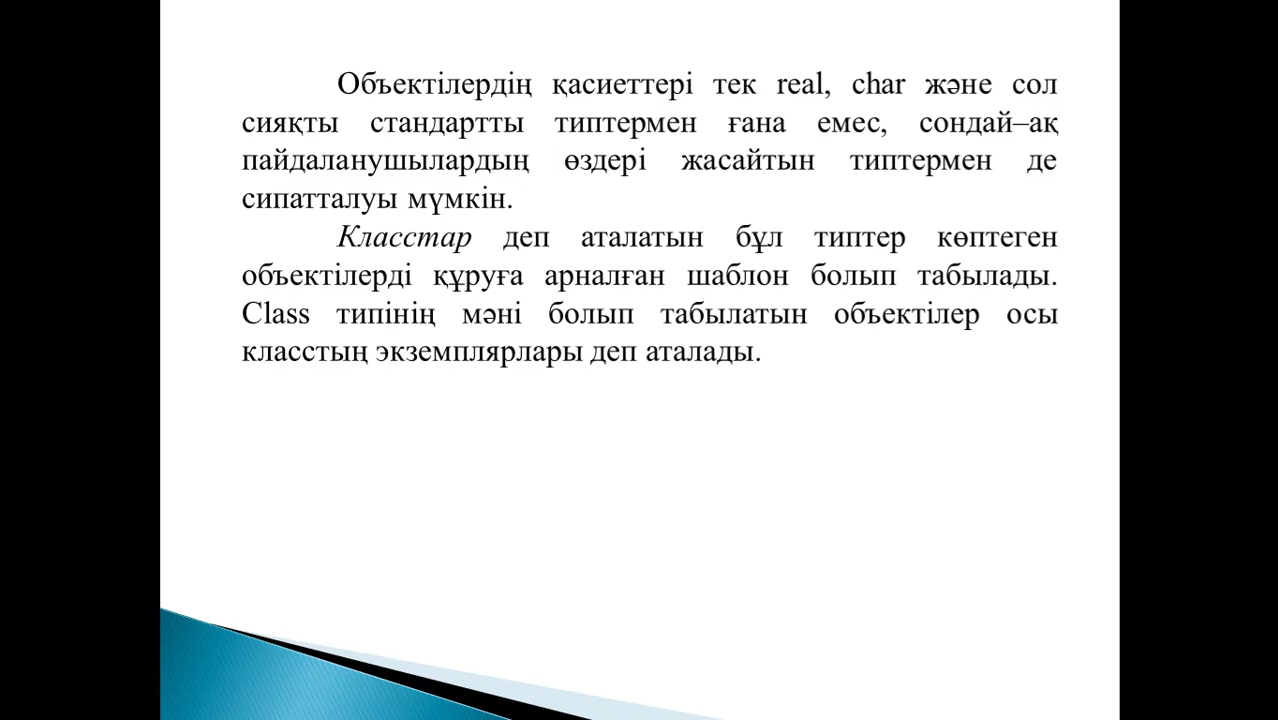 Объектілердің қасиеттері тек real, char және сол
сияқты стандартты типтермен ғана емес, сондай–ақ
пайдаланушылардың өздері жасайтын типтермен де
сипатталуы мүмкін.
Класстар деп аталатын бұл типтер көптеген
объектілерді құруға арналған шаблон болып табылады.
Class типінің мәні болып табылатын объектілер осы
класстың экземплярлары деп аталады.